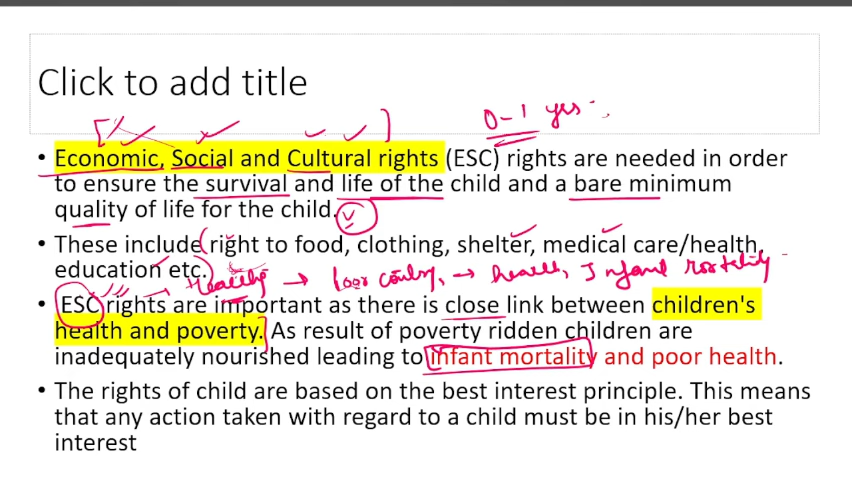 Click to add title
0-1 yes
• Economic, Social and Cultural rights (ESC) rights are needed in order
to ensure the survival and life of the child and a bare minimum
quality of life for the child.
• These include right to food, clothing, shelter, medical care/health,
education etc. → poor country, → health, Infant mortality
• ESC rights are important as there is close link between children's
health and poverty. As result of poverty ridden children are
inadequately nourished leading to infant mortality and poor health.
• The rights of child are based on the best interest principle. This means
that any action taken with regard to a child must be in his/her best
interest